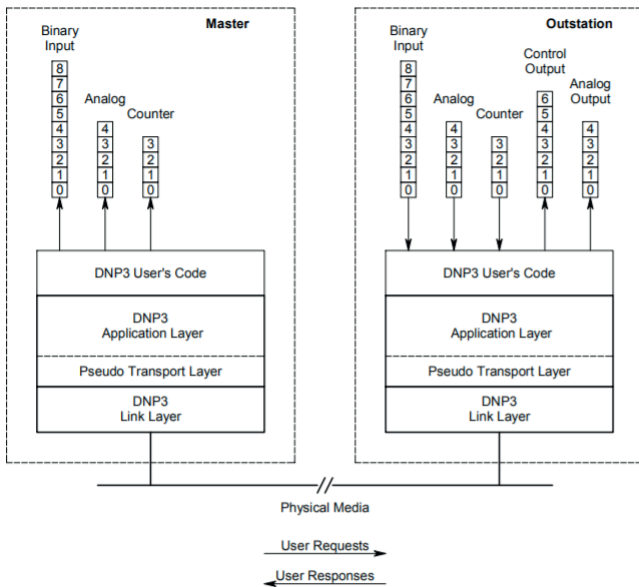 Master
Binary
Input
8
7
6
5
4
3
2
1
0
Analog
4
3
2
1
0
Counter
3
2
1
0
DNP3 User's Code
DNP3
Application Layer
Pseudo Transport Layer
DNP3
Link Layer
Outstation
Binary
Input
8
7
6
5
4
3
2
1
0
Analog
4
3
2
1
0
Counter
3
2
1
0
Control
Output
6
5
4
3
2
1
0
Analog
Output
4
3
2
1
0
DNP3 User's Code
DNP3
Application Layer
Pseudo Transport Layer
DNP3
Link Layer
Physical Media
User Requests
User Responses